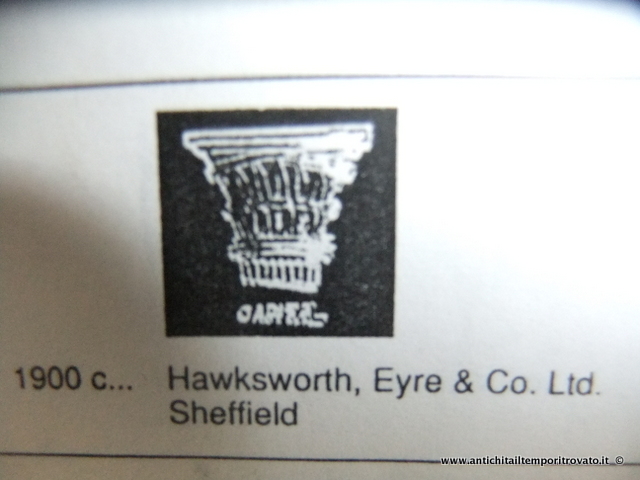 1900 c... Hawksworth, Eyre & Co. Ltd.
Sheffield
www.antichitailtemporitrovato.it ©